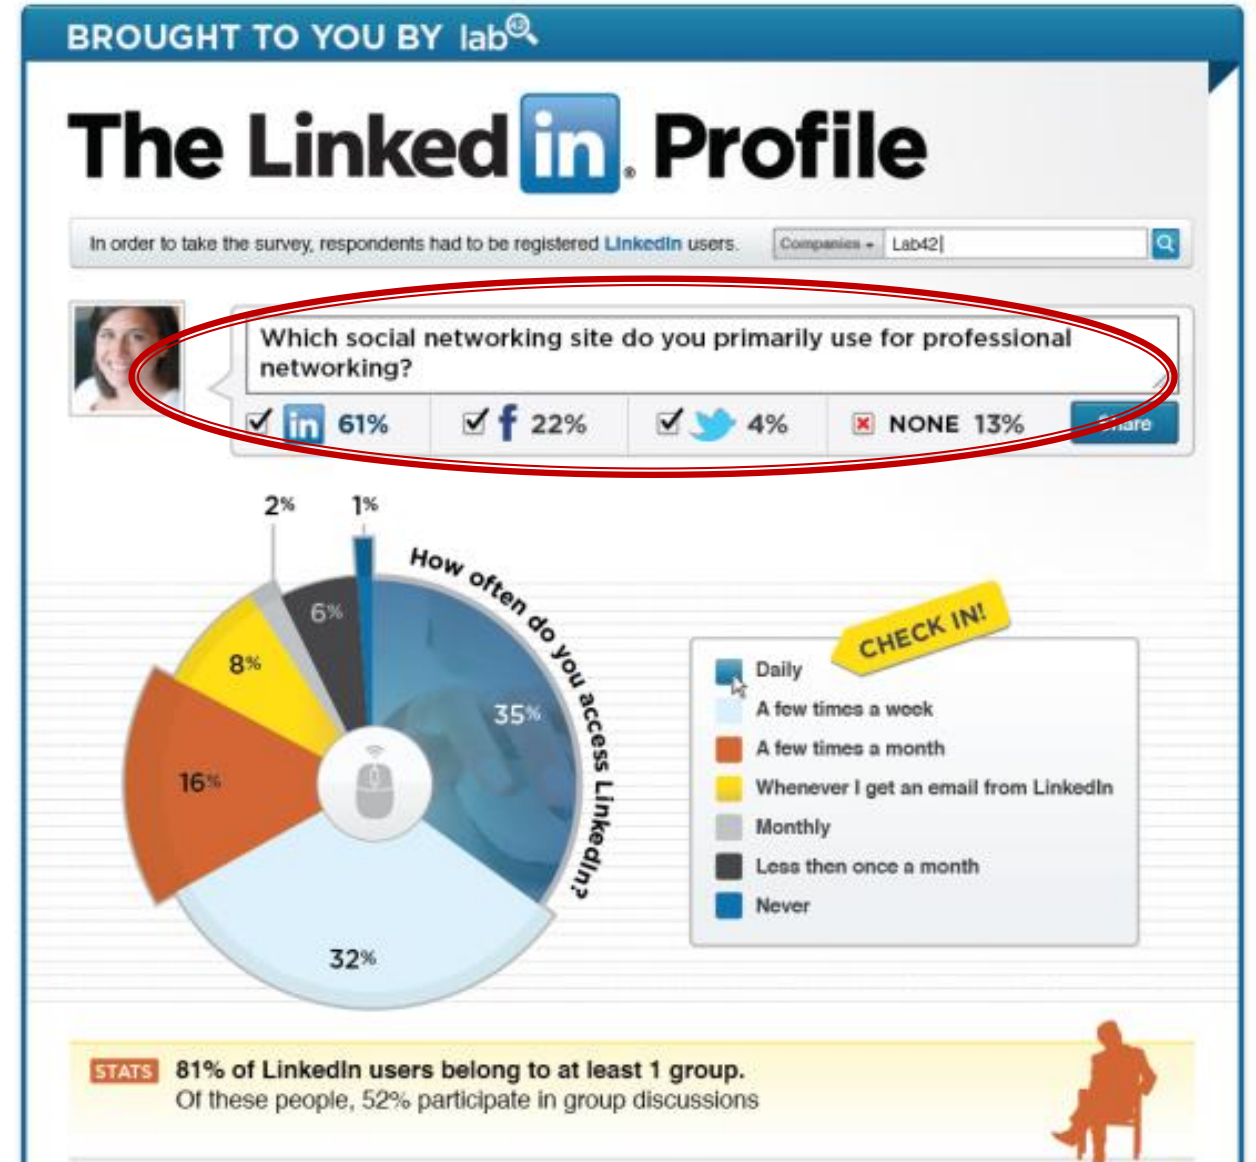 BROUGHT TO YOU BY lab42
The Linked in® Profile
In order to take the survey, respondents had to be registered LinkedIn users.
Companies
Lab42
Which social networking site do you primarily use for professional
networking?
in 61%
f 22%
4%
NONE 13%
Share
2%
1%
How often do you access LinkedIn?
6%
8%
35%
16%
32%
CHECK IN!
Daily
A few times a week
A few times a month
Whenever I get an email from LinkedIn
Monthly
Less then once a month
Never
STATS 81% of LinkedIn users belong to at least 1 group.
Of these people, 52% participate in group discussions